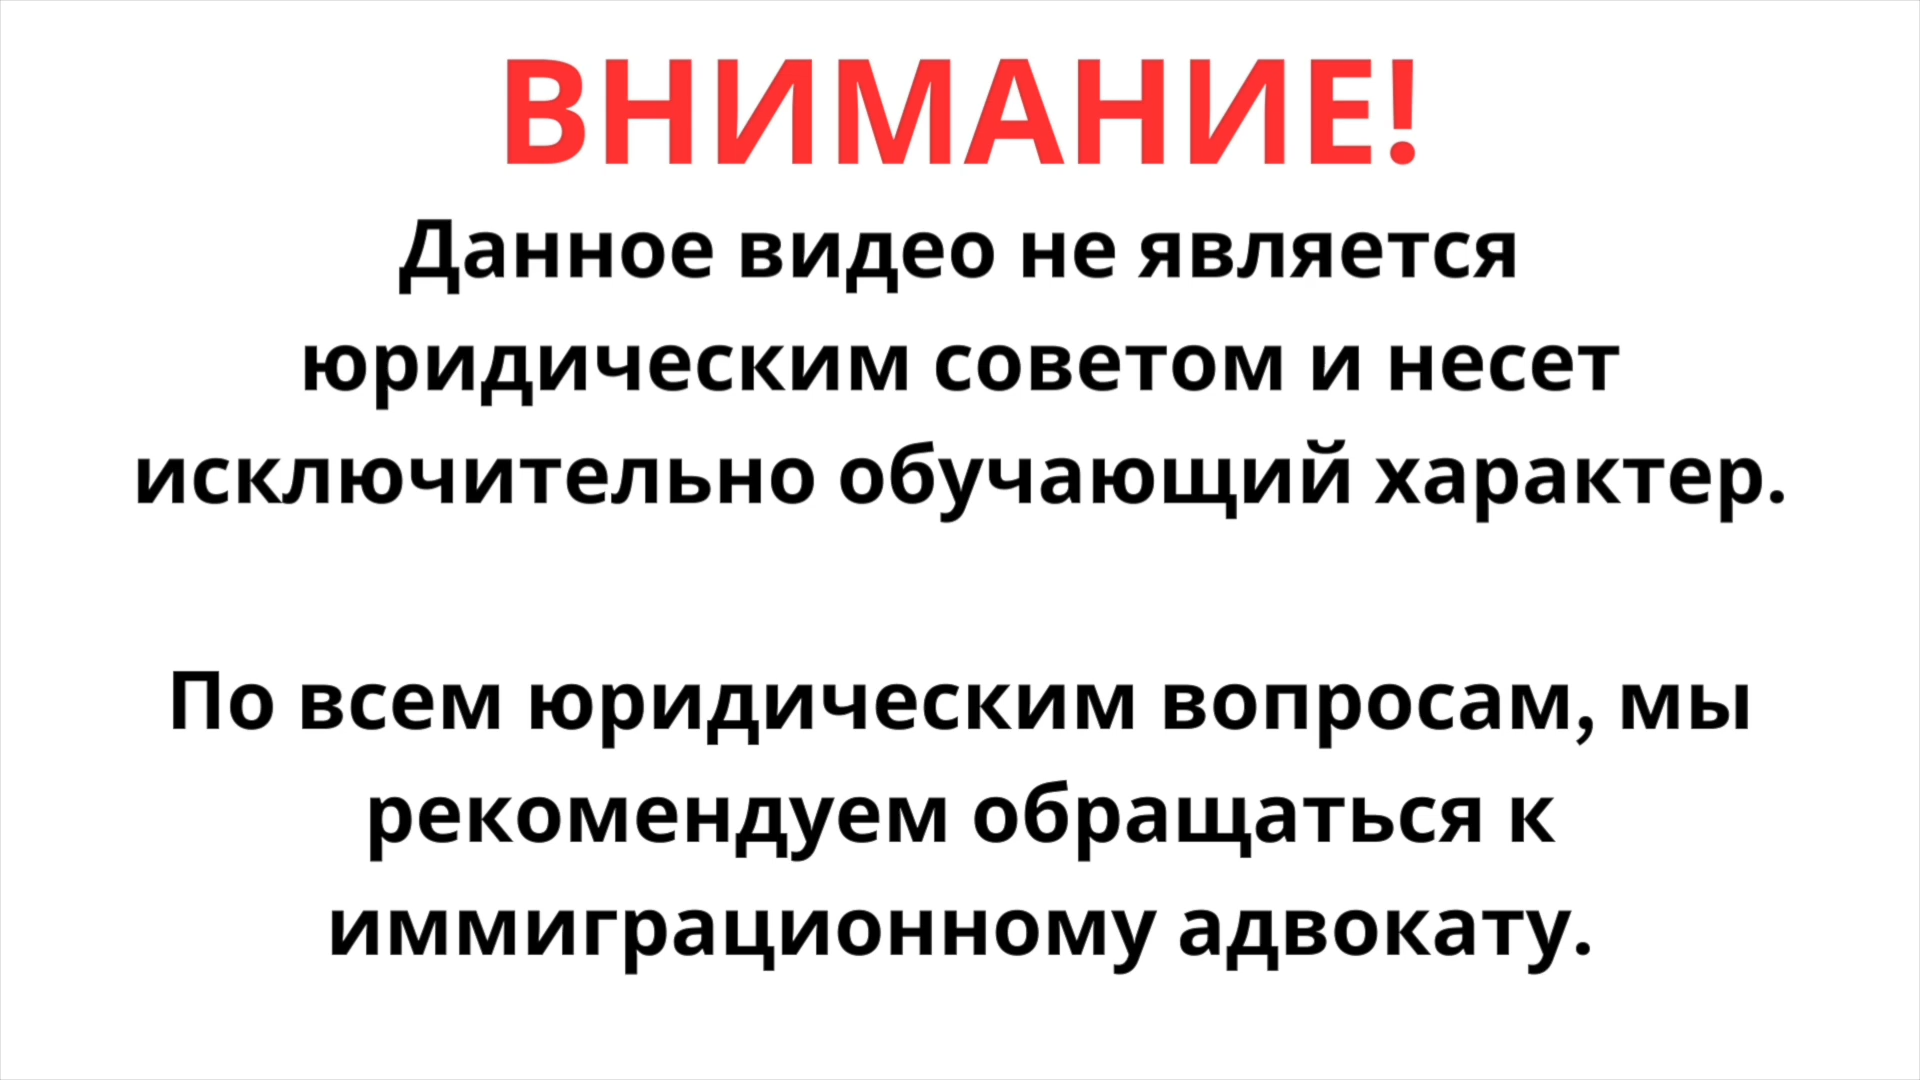 ВНИМАНИЕ!
Данное видео не является
юридическим советом и несет
исключительно обучающий характер.
По всем юридическим вопросам, мы
рекомендуем обращаться к
иммиграционному адвокату.